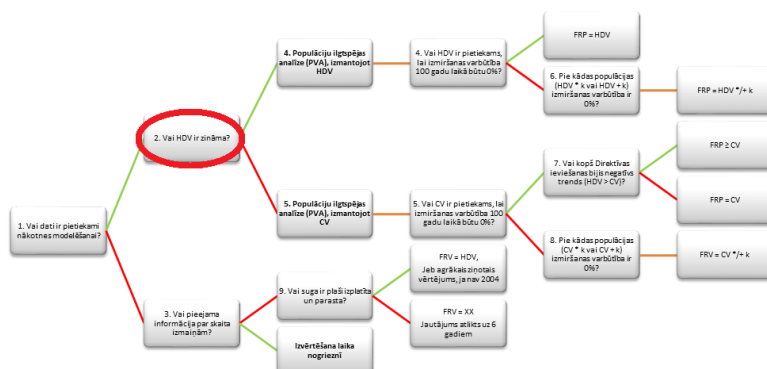 1. Vai dati ir pietiekami
nākotnes modelēšanai?
2. Vai HDV ir zināma?
3. Vai pieejama
informācija par skaita
izmaiņām?
4. Populāciju ilgtspējas
analīze (PVA), izmantojot
HDV
5. Populāciju ilgtspējas
analīze (PVA), izmantojot
CV
9. Vai suga ir plaši izplatīta
un parasta?
Izvērtēšana laika
nogrieznī
4. Vai HDV ir pietiekams,
lai izmiršanas varbūtība
100 gadu laikā būtu 0%?
5. Vai CV ir pietiekams, lai
izmiršanas varbūtība 100
gadu laikā būtu 0%?
FRV = HDV,
Jeb agrākais ziņotais
vērtējums, ja nav 2004
FRV = XX
Jautājums atlikts uz 6
gadiem
FRP = HDV
6. Pie kādas populācijas
(HDV * k vai HDV + k)
izmiršanas varbūtība ir
0%?
7. Vai kopš Direktīvas
ieviešanas bijis negatīvs
trends (HDV > CV)?
8. Pie kādas populācijas
(CV * k vai CV + k)
izmiršanas varbūtība ir
0%?
FRP = HDV */+ k
FRP ≥ CV
FRP = CV
FRV = CV */+ k